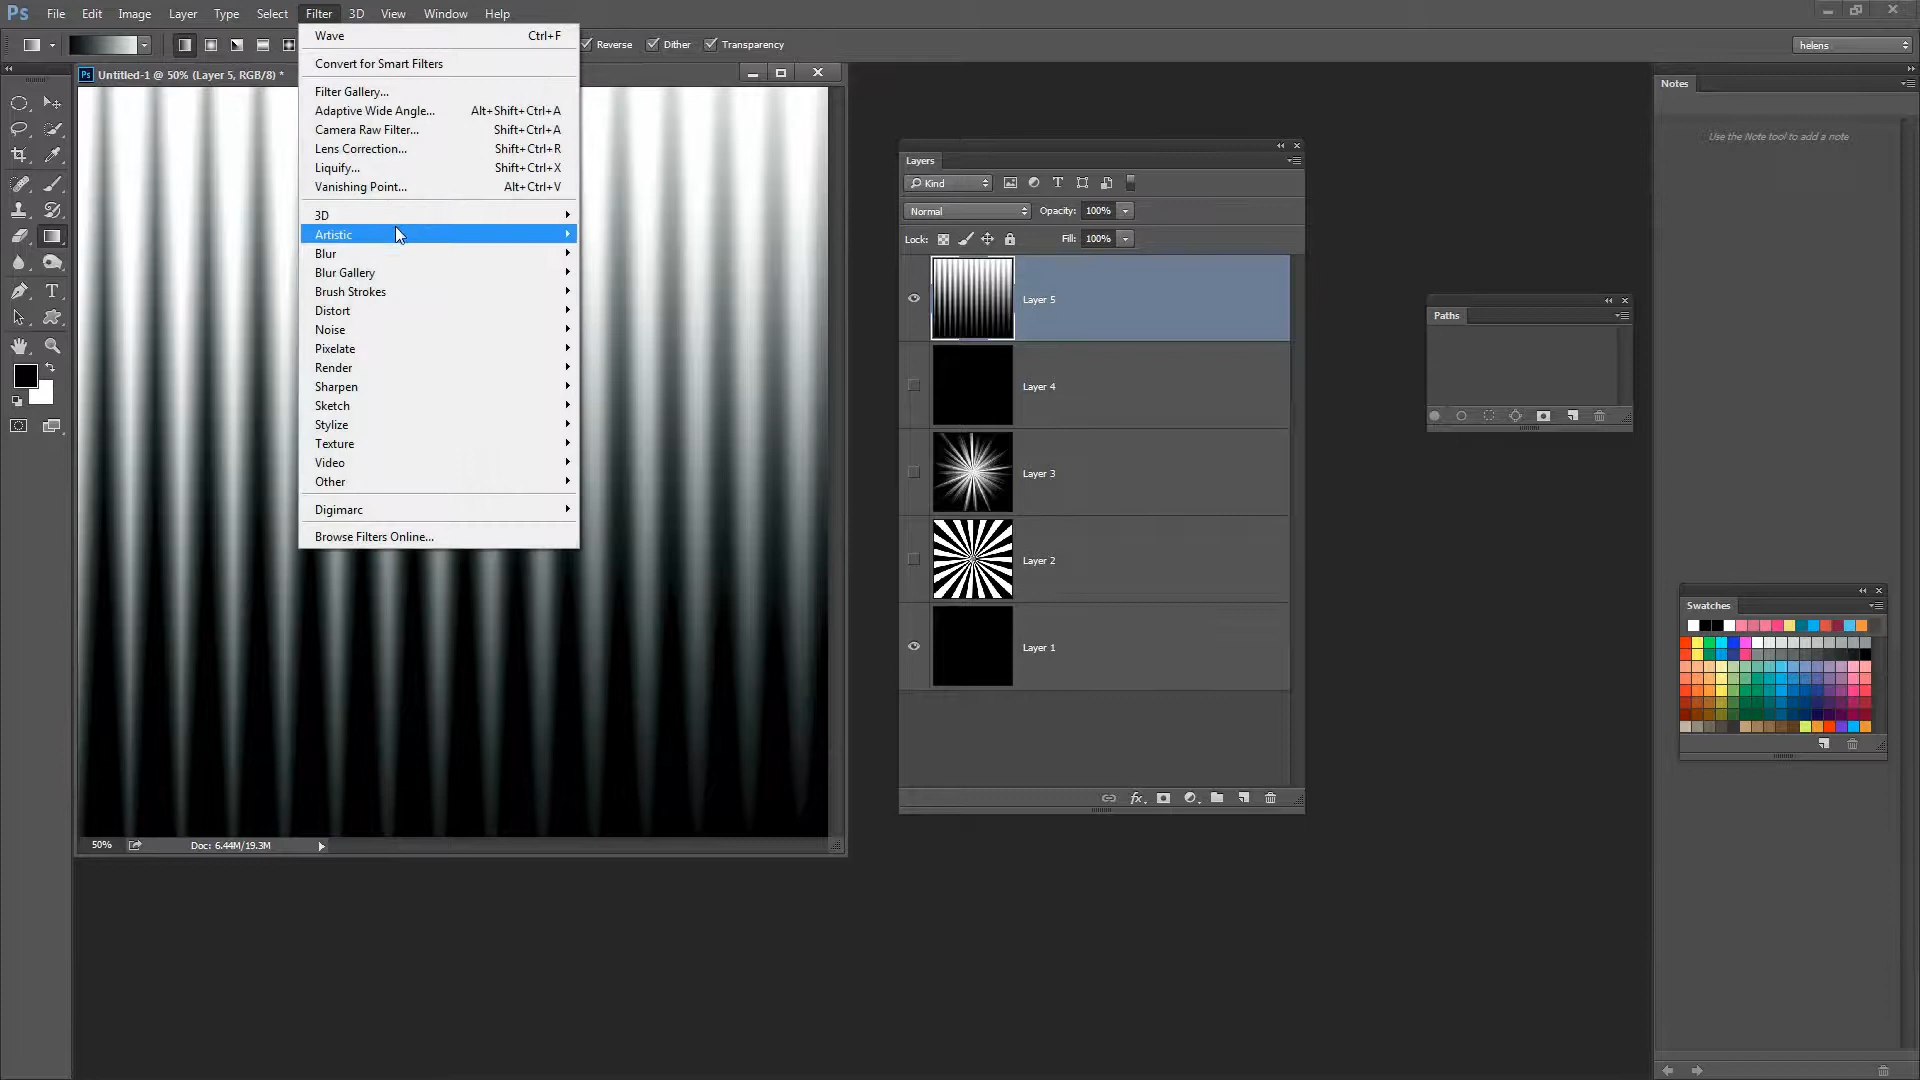 Ps File Edit Image Layer Type Select Filter 3D View Window Help
Reverse Dither Transparency helens
Ps Untitled-1 @ 50% (Layer 5, RGB/8) *
Wave Ctrl+F
Convert for Smart Filters
Filter Gallery...
Adaptive Wide Angle... Alt+Shift+Ctrl+A
Camera Raw Filter... Shift+Ctrl+A
Lens Correction... Shift+Ctrl+R
Liquify... Shift+Ctrl+X
Vanishing Point... Alt+Ctrl+V
3D
Artistic
Blur
Blur Gallery
Brush Strokes
Distort
Noise
Pixelate
Render
Sharpen
Sketch
Stylize
Texture
Video
Other
Digimarc
Browse Filters Online...
50% Doc: 6.44M/19.3M
Layers
Kind T
Normal Opacity: 100%
Lock: Fill: 100%
Layer 5
Layer 4
Layer 3
Layer 2
Layer 1
fx
Paths
Notes
Use the Note tool to add a note
Swatches